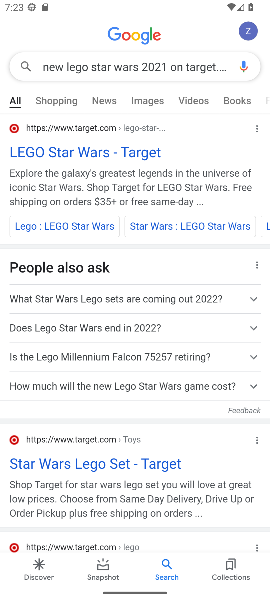 7:23
Google
Z
new lego star wars 2021 on target....
All Shopping News Images Videos Books
https://www.target.com › lego-star-...
LEGO Star Wars - Target
Explore the galaxy's greatest legends in the universe of
iconic Star Wars. Shop Target for LEGO Star Wars. Free
shipping on orders $35+ or free same-day ...
Lego : LEGO Star Wars Star Wars : LEGO Star Wars L
People also ask
What Star Wars Lego sets are coming out 2022?
Does Lego Star Wars end in 2022?
Is the Lego Millennium Falcon 75257 retiring?
How much will the new Lego Star Wars game cost?
Feedback
https://www.target.com › Toys
Star Wars Lego Set - Target
Shop Target for star wars lego set you will love at great
low prices. Choose from Same Day Delivery, Drive Up or
Order Pickup plus free shipping on orders ...
https://www.target.com › lego
Discover Snapshot Search Collections